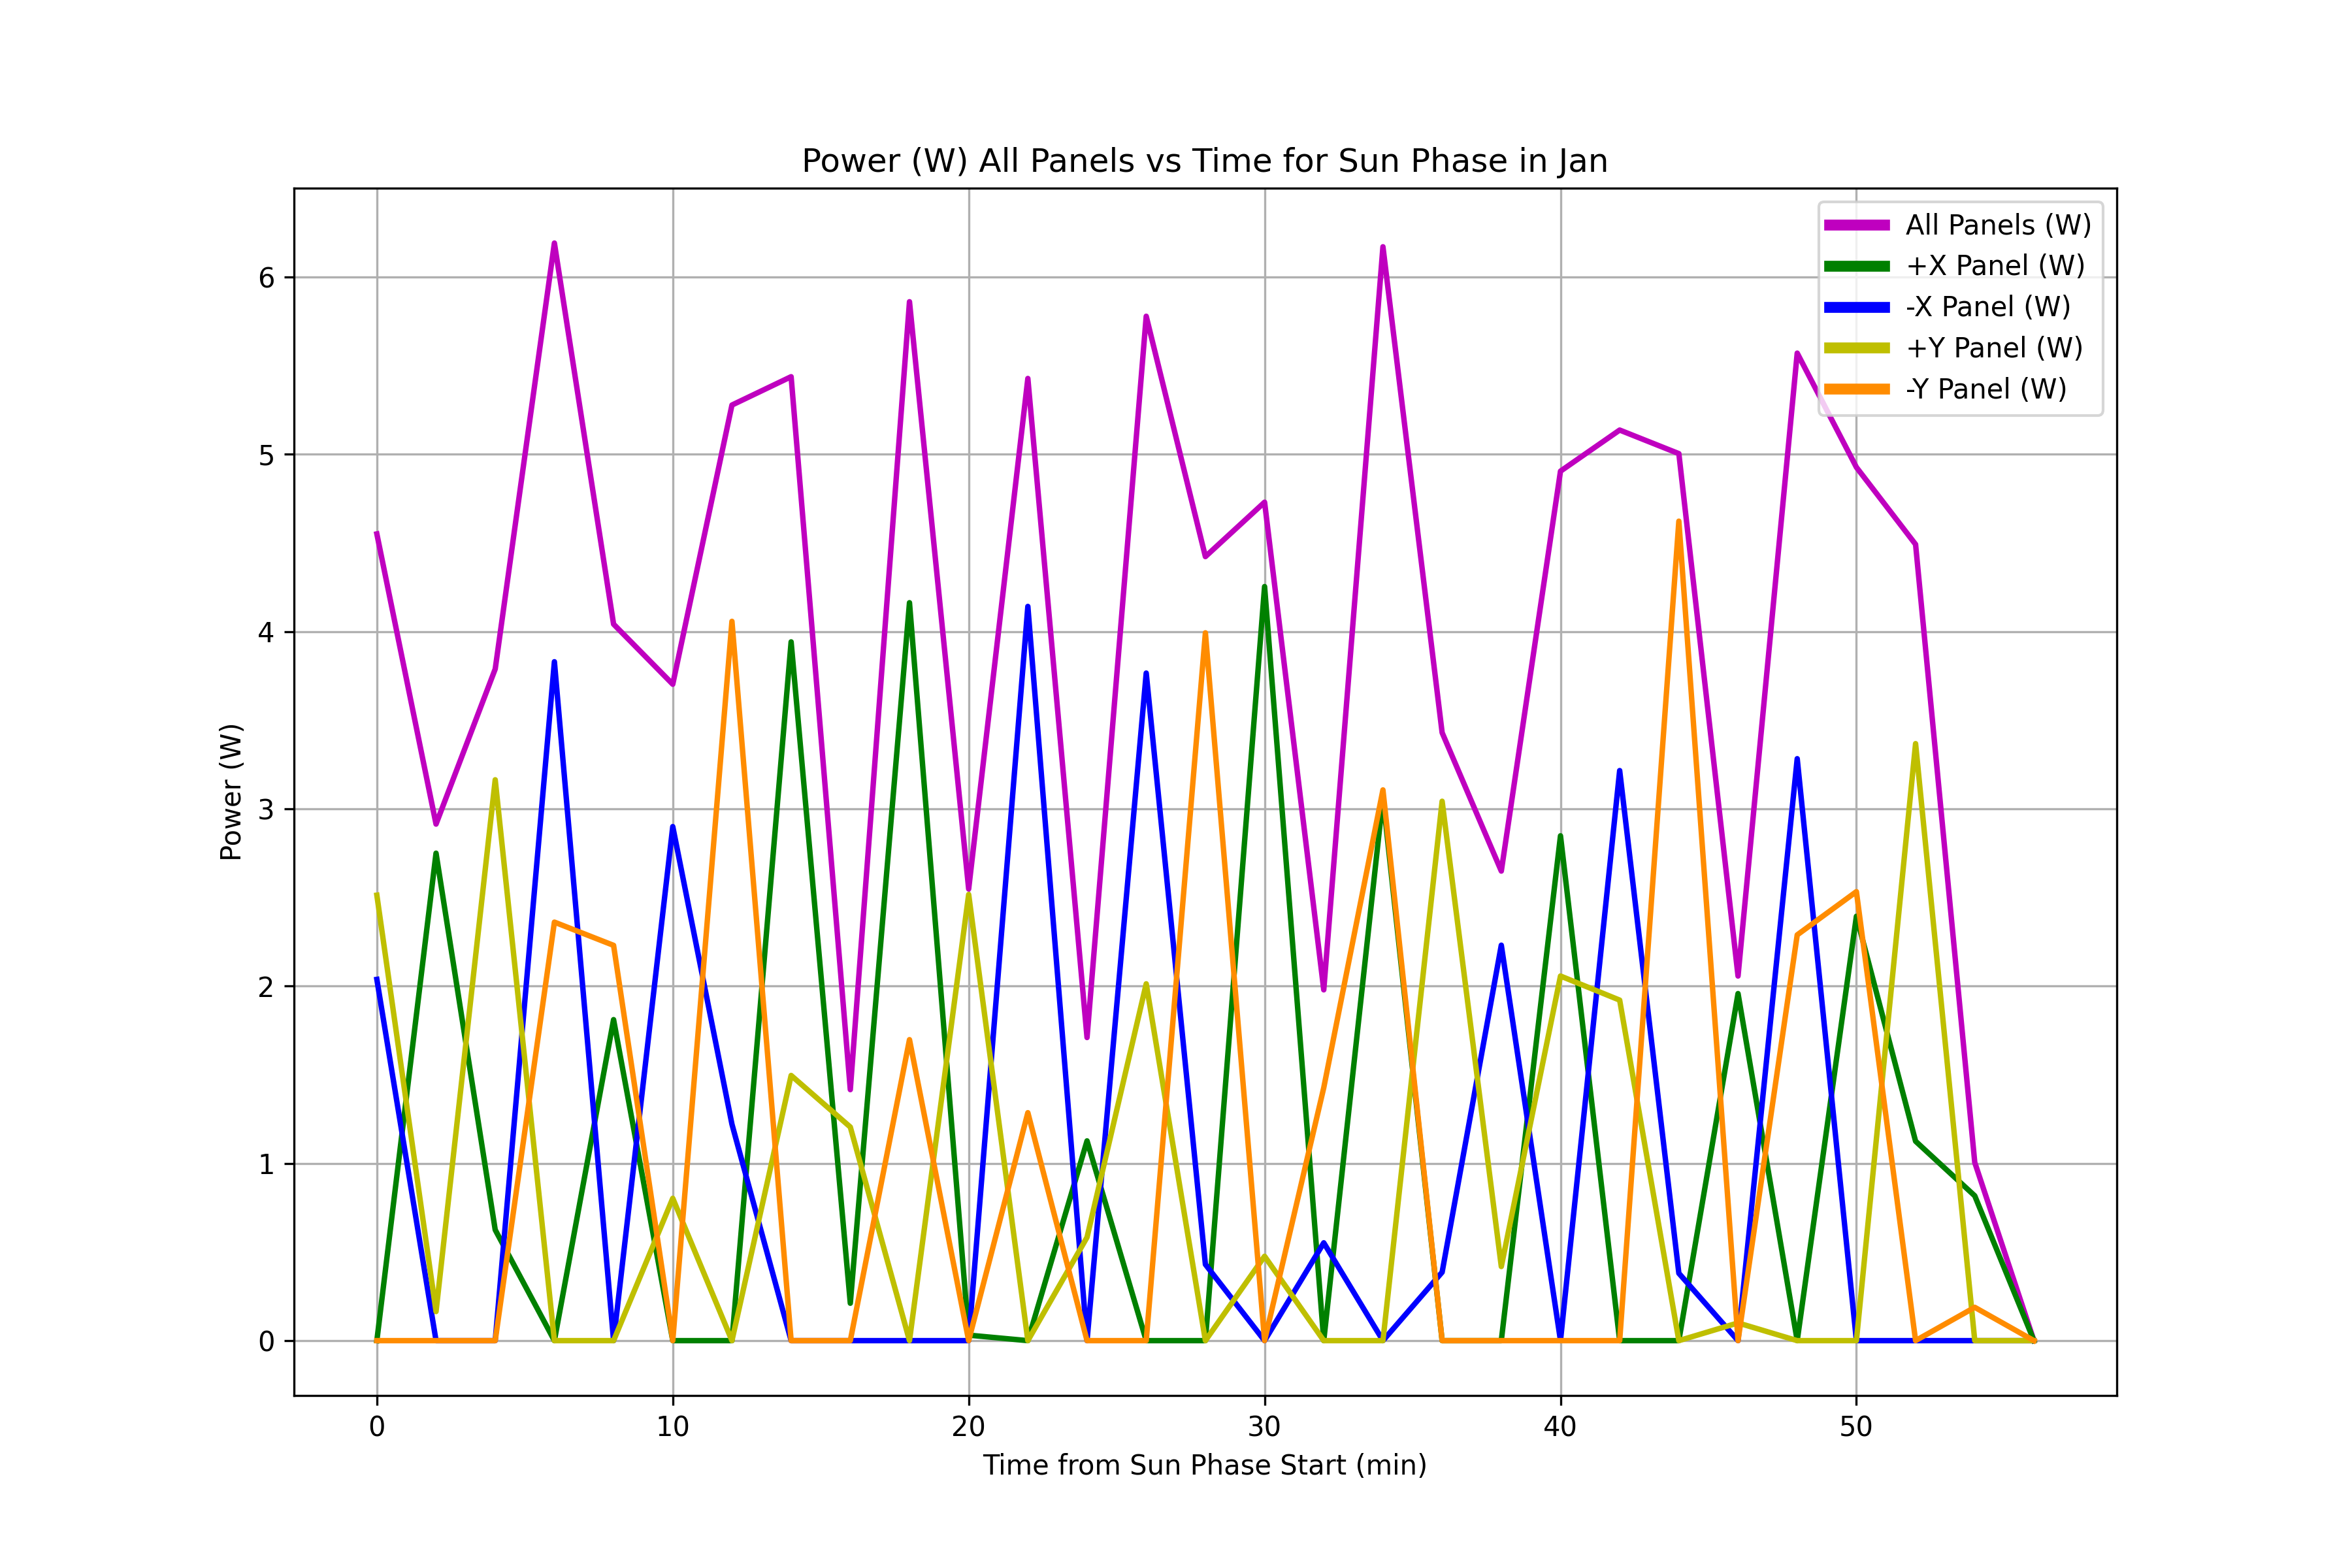 Power (W) All Panels vs Time for Sun Phase in Jan
All Panels (W)
+X Panel (W)
-X Panel (W)
+Y Panel (W)
-Y Panel (W)
Power (W)
6
5
4
3
2
1
0
0 10 20 30 40 50
Time from Sun Phase Start (min)